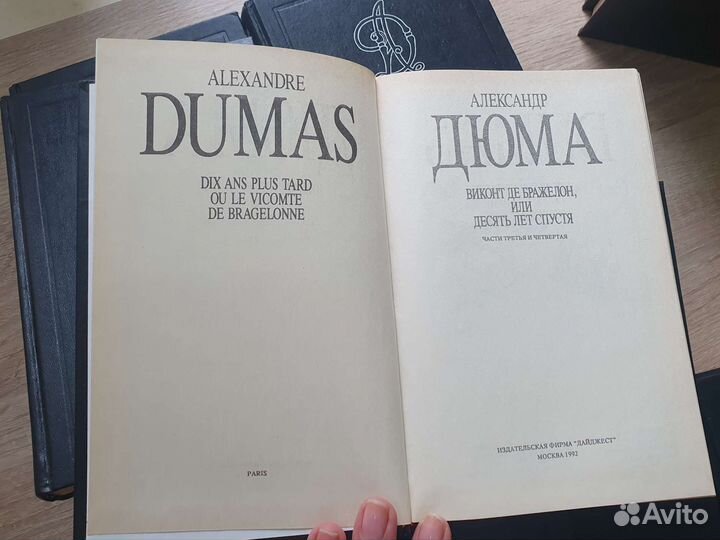 ALEXANDRE
DUMAS
DIX ANS PLUS TARD
OU LE VICOMTE
DE BRAGELONNE
PARIS
АЛЕКСАНДР
ДЮМА
ВИКОНТ ДЕ БРАЖЕЛОН,
ИЛИ
ДЕСЯТЬ ЛЕТ СПУСТЯ
ЧАСТИ ТРЕТЬЯ И ЧЕТВЕРТАЯ
ИЗДАТЕЛЬСКАЯ ФИРМА "ДАЙДЖЕСТ"
МОСКВА 1992
Avito